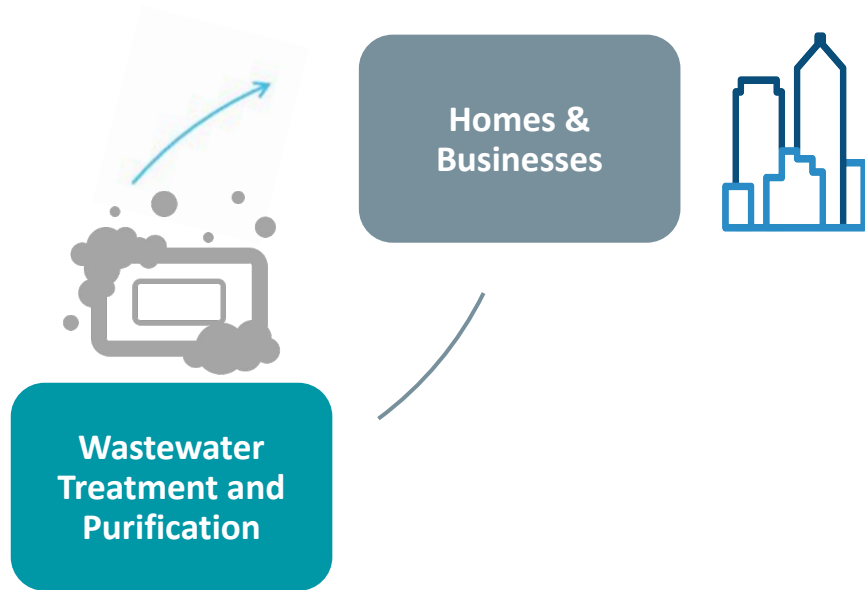 Homes &
Businesses
Wastewater
Treatment and
Purification